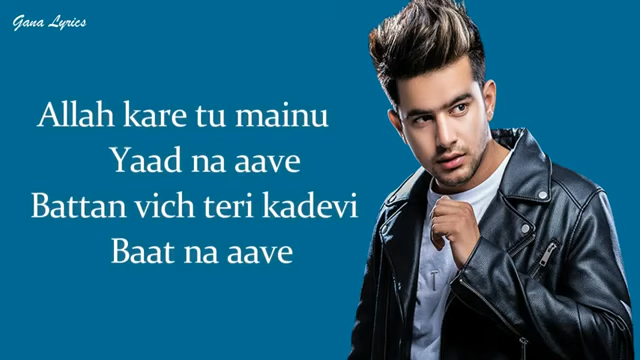 Gana Lyrics
Allah kare tu mainu
Yaad na aave
Battan vich teri kadevi
Baat na aave